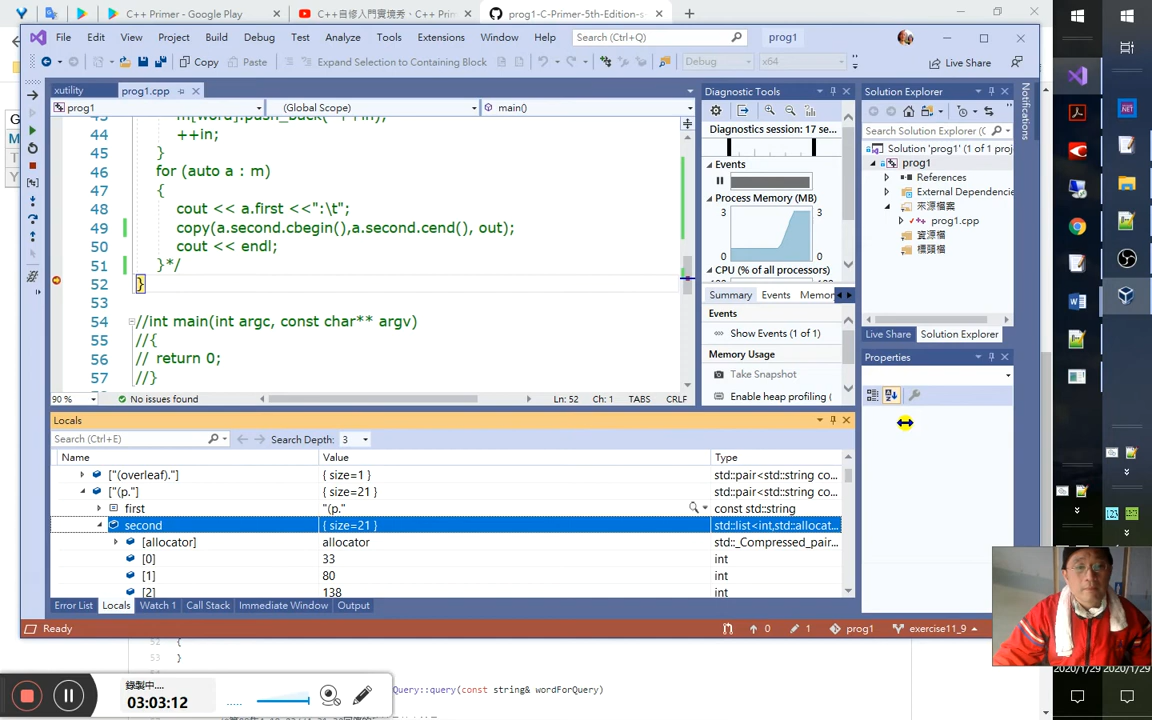 C++ Primer - Google Play
C++自修入門實境秀、C++ Prim
prog1-C-Primer-5th-Edition-s
File Edit View Git Project Build Debug Test Analyze Tools Extensions Window Help
Search (Ctrl+Q)
prog1
Copy Paste Expand Selection to Containing Block Debug x64 Live Share
xutility prog1.cpp
prog1 (Global Scope) main()
44 ++in;
45 }
46 for (auto a : m)
47 {
48 cout << a.first <<":\t";
49 copy(a.second.cbegin(),a.second.cend(), out);
50 cout << endl;
51 }*/
52 }
53
54 //int main(int argc, const char** argv)
55 //{
56 // return 0;
57 //}
90 % No issues found Ln: 52 Ch: 1 TABS CRLF
Diagnostic Tools
Diagnostics session: 17 se...
Events
Process Memory (MB)
3 3
0 0
CPU (% of all processors)
Summary Events Memor
Events
Show Events (1 of 1)
Memory Usage
Take Snapshot
Enable heap profiling (
Solution Explorer
Search Solution Explorer (
Solution 'prog1' (1 of 1 proj
prog1
References
External Dependencie
來源檔案
prog1.cpp
資源檔
標頭檔
Live Share Solution Explorer
Properties
Notifications
Locals
Search (Ctrl+E) Search Depth: 3
Name Value Type
["(overleaf)."] { size=1 } std::pair<std::string co...
["(p."] { size=21 } std::pair<std::string co...
first "(p." const std::string
second { size=21 } std::list<int,std::allocat...
[allocator] allocator std::_Compressed_pair...
[0] 33 int
[1] 80 int
[2] 138 int
Error List Locals Watch 1 Call Stack Immediate Window Output
Ready 0 1 prog1 exercise11_9
52 {
53 }
Query::query(const string& wordForQuery)
錄製中....
03:03:12
2020/1/29 2020/1/29